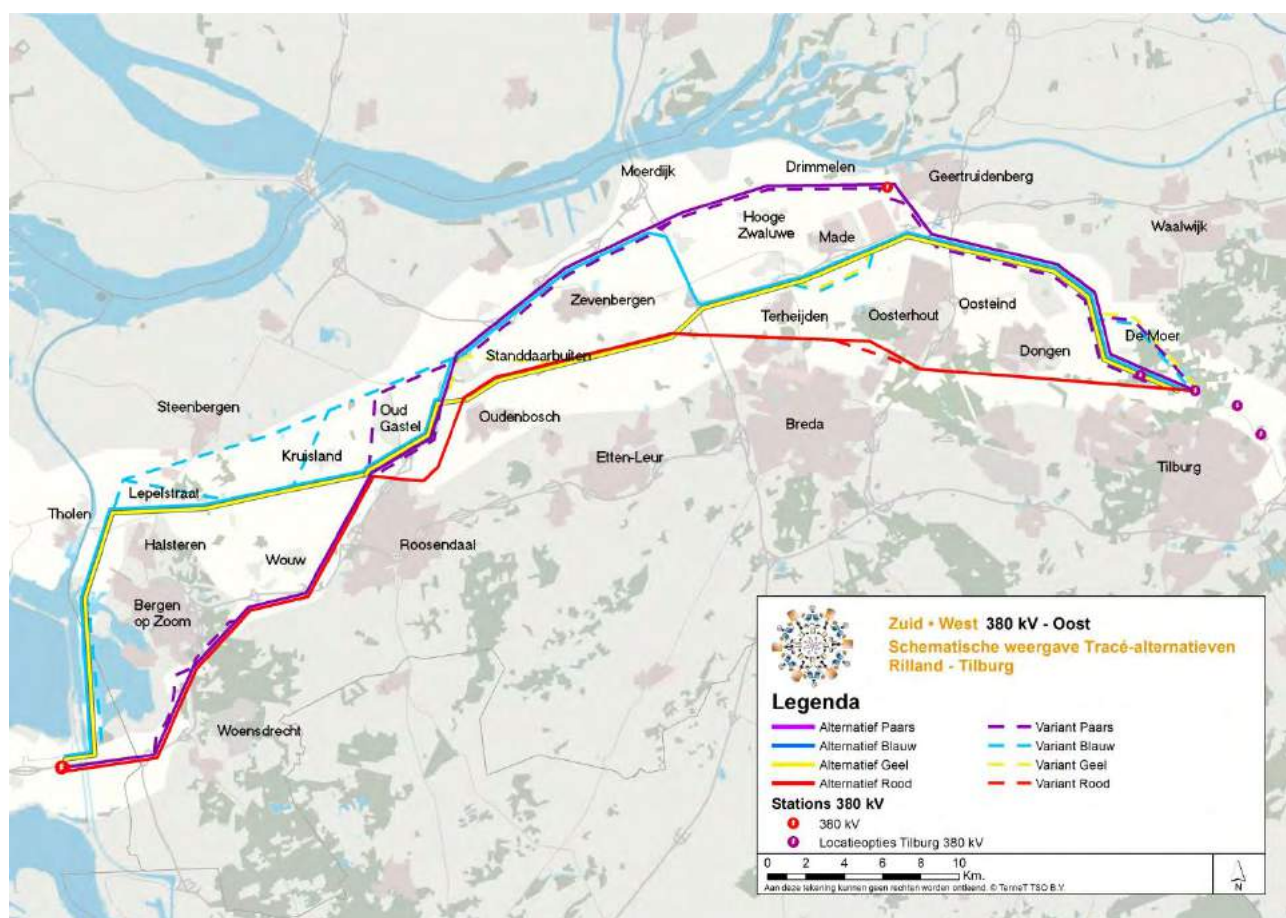 Drimmelen
Moerdijk
Geertruidenberg
Hooge
Zwaluwe
Waalwijk
Made
Zevenbergen
Oosteind
Terheijden
Oosterhout
De Moer
Standdaarbuiten
Dongen
Steenbergen
Oud
Gastel
Oudenbosch
Breda
Kruisland
Etten-Leur
Tilburg
Lepelstraat
Tholen
Halsteren
Roosendaal
Wouw
Bergen
op Zoom
Woensdrecht
Zuid • West 380 kV - Oost
Schematische weergave Tracé-alternatieven
Rilland - Tilburg
Legenda
Alternatief Paars
Variant Paars
Alternatief Blauw
Variant Blauw
Alternatief Geel
Variant Geel
Alternatief Rood
Variant Rood
Stations 380 kV
380 kV
Locatieopties Tilburg 380 kV
0 2 4 6 8 10
Km.
Aan deze tekening kunnen geen rechten worden ontleend. © TenneT TSO B.V.
N